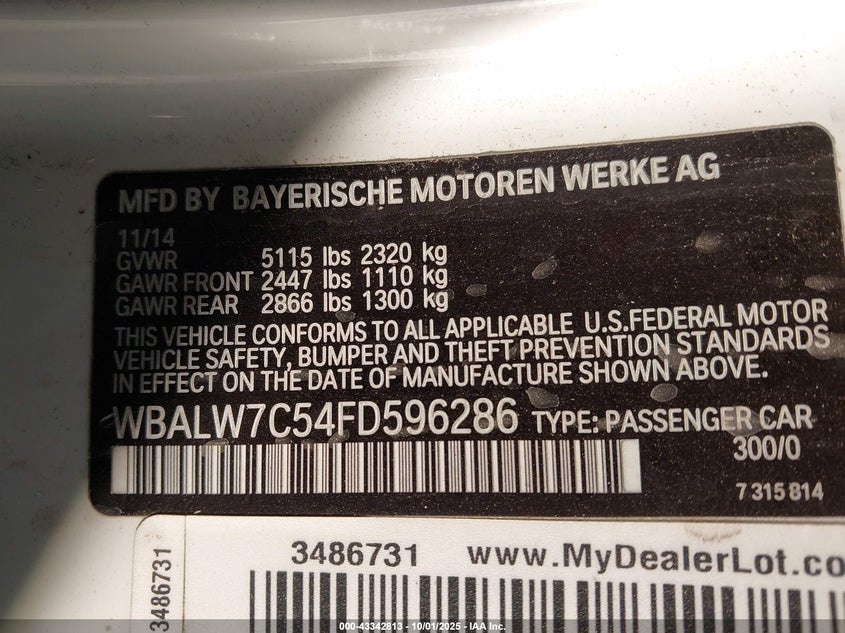 MFD BY BAYERISCHE MOTOREN WERKE AG
11/14
GVWR 5115 lbs 2320 kg
GAWR FRONT 2447 lbs 1110 kg
GAWR REAR 2866 lbs 1300 kg
THIS VEHICLE CONFORMS TO ALL APPLICABLE U.S.FEDERAL MOTOR
VEHICLE SAFETY, BUMPER AND THEFT PREVENTION STANDARDS
IN EFFECT ON THE DATE OF MANUFACTURE SHOWN ABOVE.
WBALW7C54FD596286 TYPE: PASSENGER CAR
300/0
7 315 814
3486731
3486731 www.MyDealerLot.co
000-43342813 - 10/01/2025 - IAA Inc.